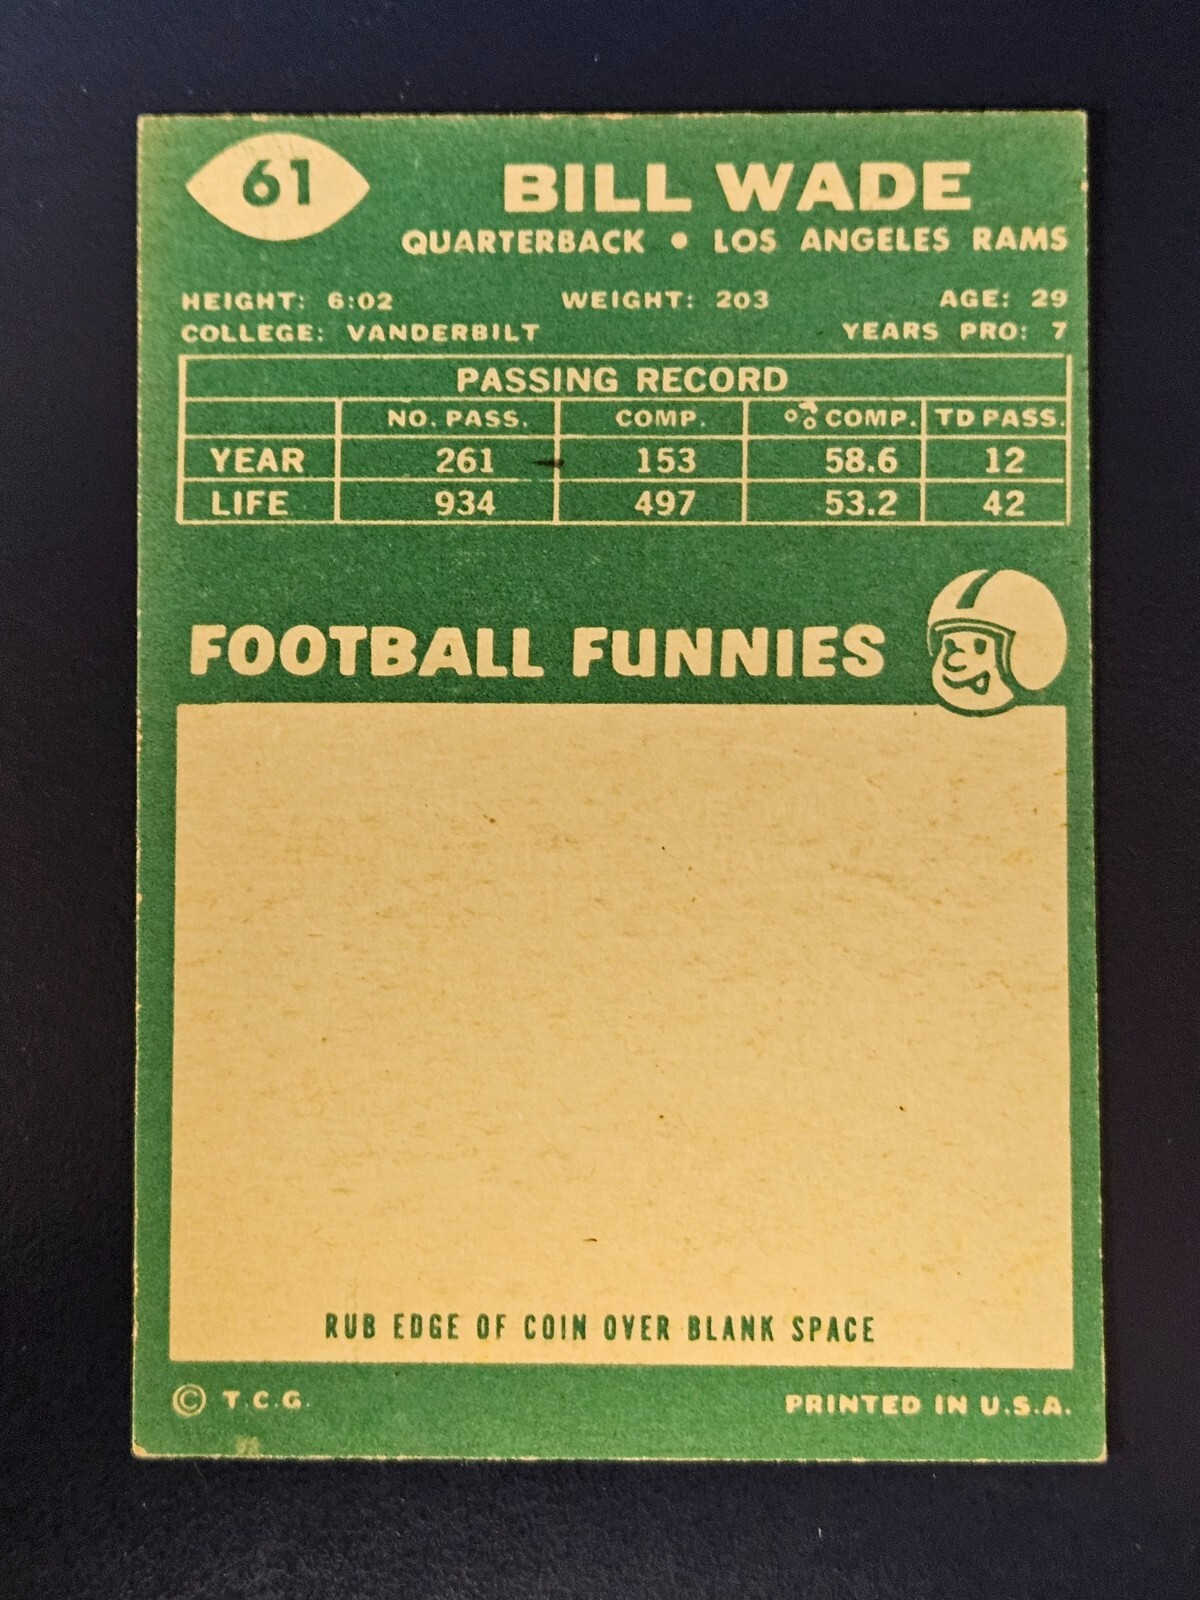 61
BILL WADE
QUARTERBACK • LOS ANGELES RAMS
HEIGHT: 6:02 WEIGHT: 203 AGE: 29
COLLEGE: VANDERBILT YEARS PRO: 7
PASSING RECORD
NO. PASS. COMP. % COMP. TD PASS.
YEAR 261 153 58.6 12
LIFE 934 497 53.2 42
FOOTBALL FUNNIES
RUB EDGE OF COIN OVER BLANK SPACE
© T.C.G. PRINTED IN U.S.A.